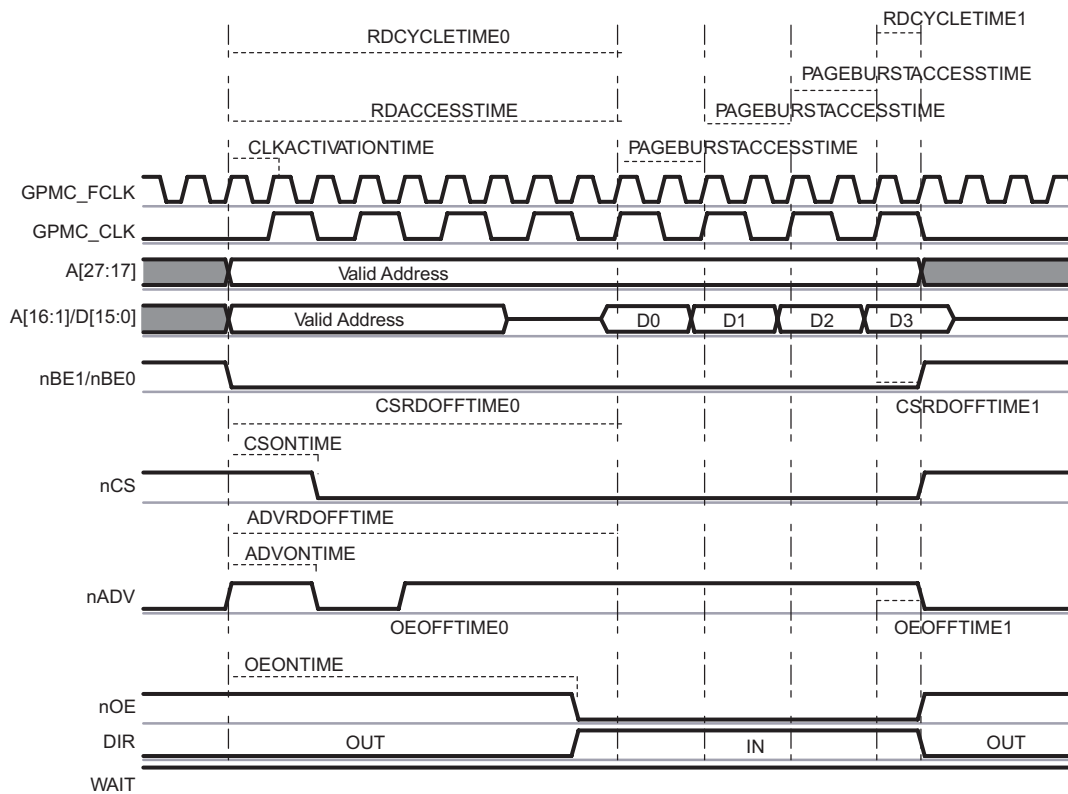 RDCYCLETIME1
RDCYCLETIME0
PAGEBURSTACCESSTIME
RDACCESSTIME
PAGEBURSTACCESSTIME
CLKACTIVATIONTIME
PAGEBURSTACCESSTIME
GPMC_FCLK
GPMC_CLK
A[27:17]
Valid Address
A[16:1]/D[15:0]
Valid Address
D0
D1
D2
D3
nBE1/nBE0
CSRDOFFTIME0
CSRDOFFTIME1
CSONTIME
nCS
ADVRDOFFTIME
ADVONTIME
nADV
OEOFFTIME0
OEOFFTIME1
OEONTIME
nOE
DIR
OUT
IN
OUT
WAIT